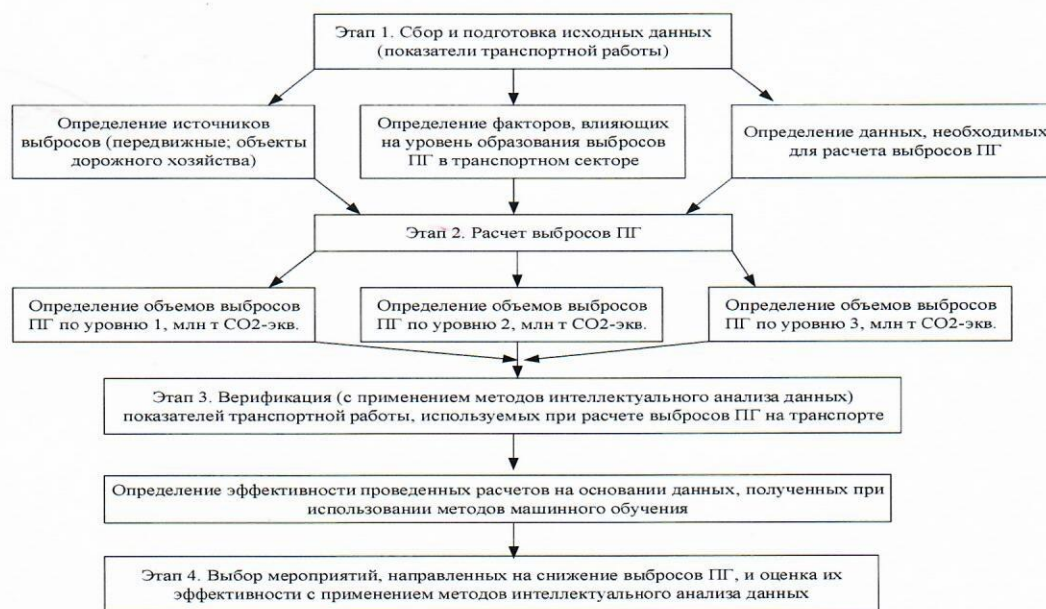 Этап 1. Сбор и подготовка исходных данных
(показатели транспортной работы)
Определение источников
выбросов (передвижные; объекты
дорожного хозяйства)
Определение факторов, влияющих
на уровень образования выбросов
ПГ в транспортном секторе
Определение данных, необходимых
для расчета выбросов ПГ
Этап 2. Расчет выбросов ПГ
Определение объемов выбросов
ПГ по уровню 1, млн т СО2-экв.
Определение объемов выбросов
ПГ по уровню 2, млн т СО2-экв.
Определение объемов выбросов
ПГ по уровню 3, млн т СО2-экв.
Этап 3. Верификация (с применением методов интеллектуального анализа данных)
показателей транспортной работы, используемых при расчете выбросов ПГ на транспорте
Определение эффективности проведенных расчетов на основании данных, полученных при
использовании методов машинного обучения
Этап 4. Выбор мероприятий, направленных на снижение выбросов ПГ, и оценка их
эффективности с применением методов интеллектуального анализа данных